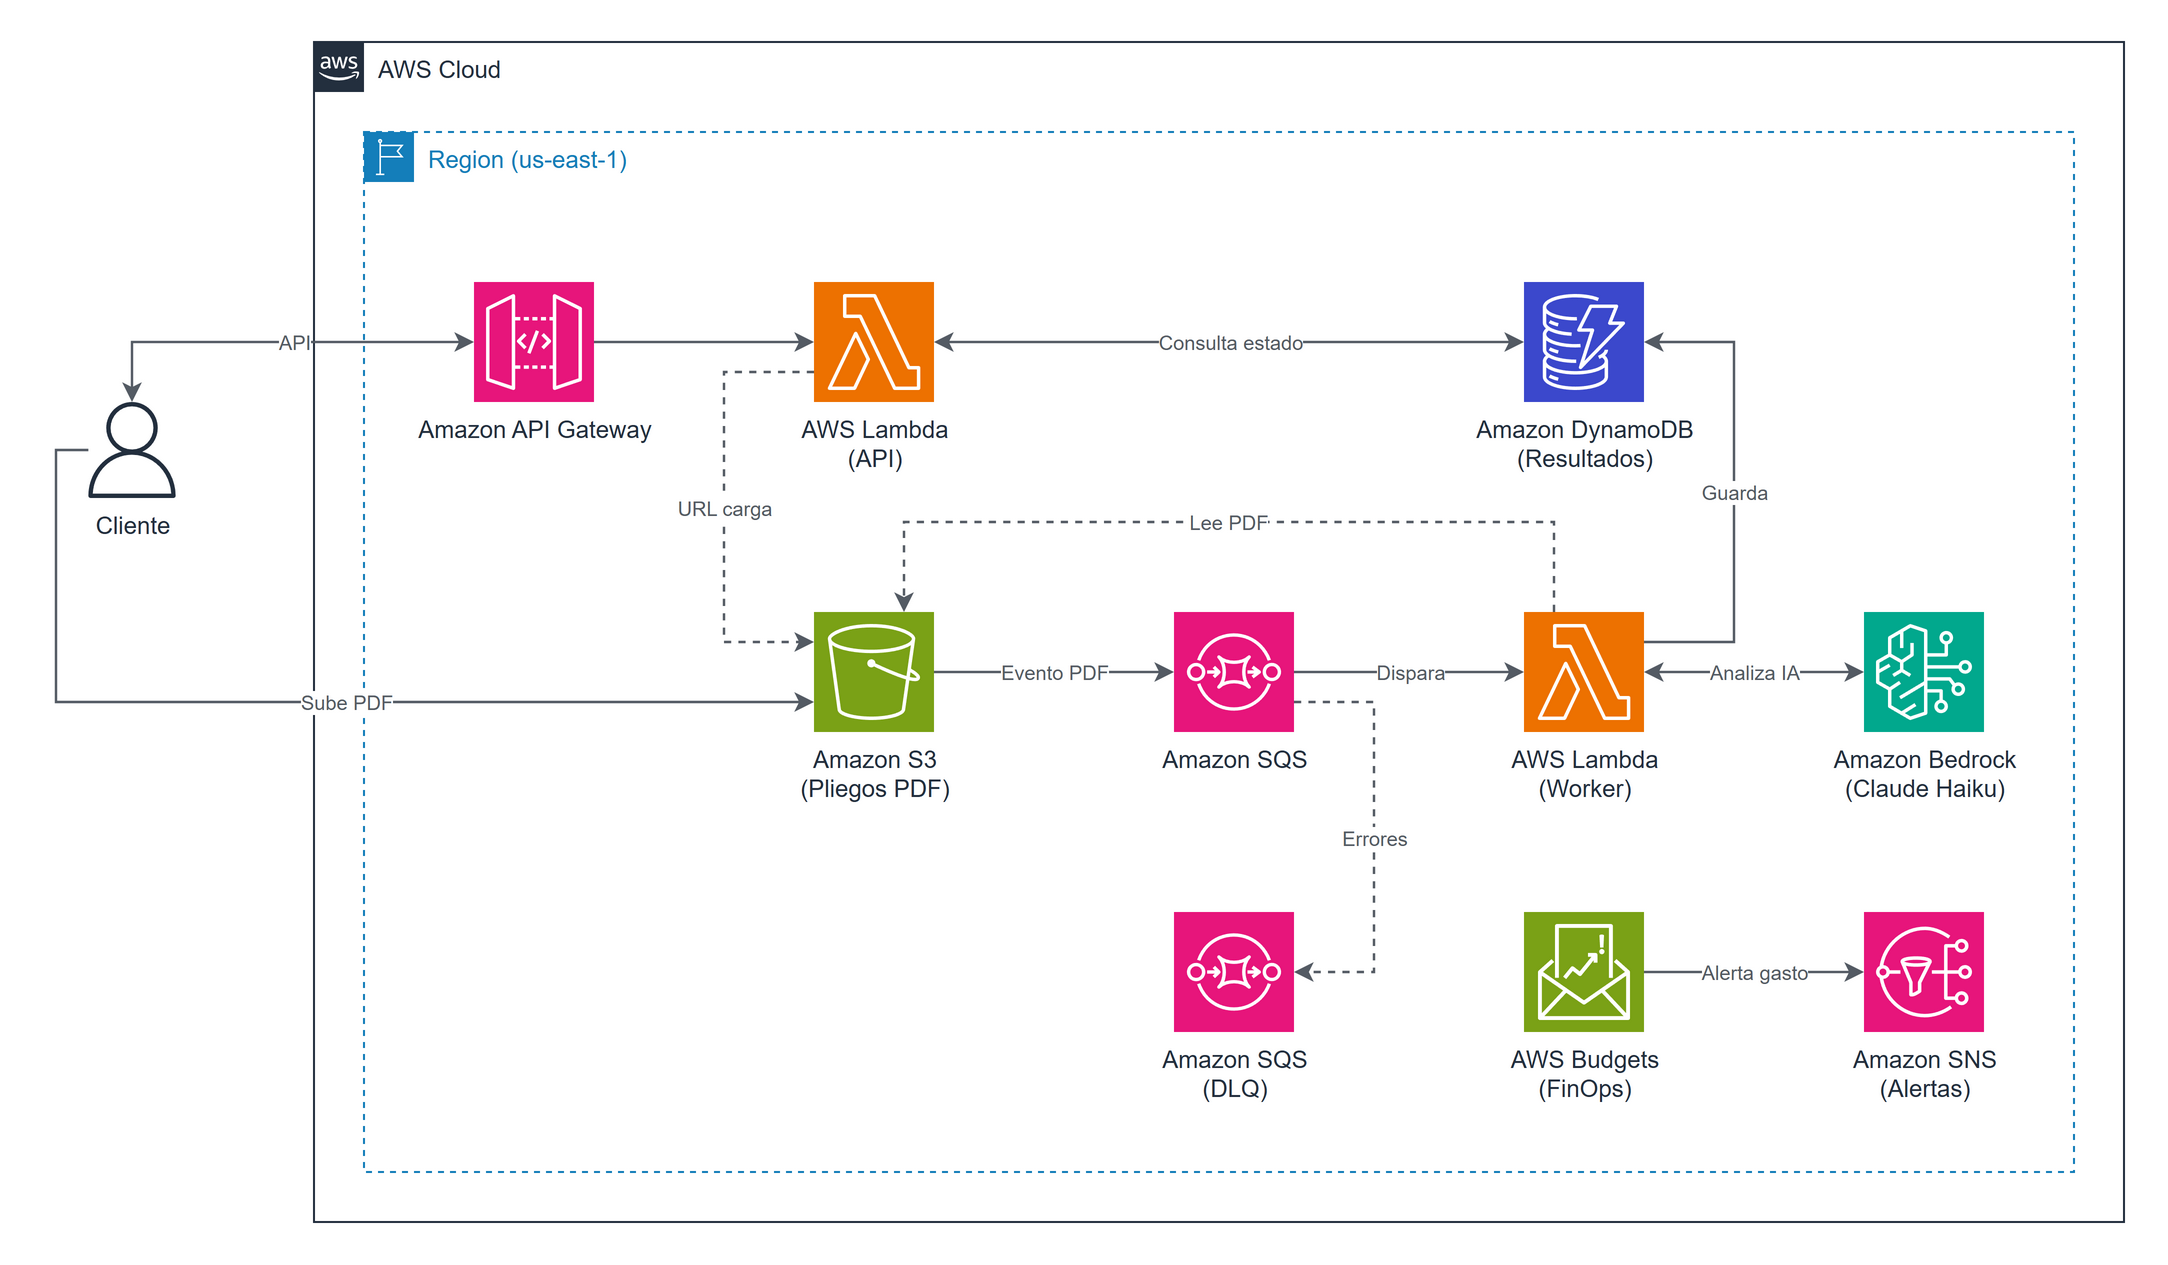 aws
AWS Cloud
Region (us-east-1)
API
Consulta estado
Amazon API Gateway
AWS Lambda
(API)
Amazon DynamoDB
(Resultados)
Cliente
URL carga
Lee PDF
Guarda
Sube PDF
Evento PDF
Dispara
Analiza IA
Amazon S3
(Pliegos PDF)
Amazon SQS
AWS Lambda
(Worker)
Amazon Bedrock
(Claude Haiku)
Errores
Alerta gasto
Amazon SQS
(DLQ)
AWS Budgets
(FinOps)
Amazon SNS
(Alertas)